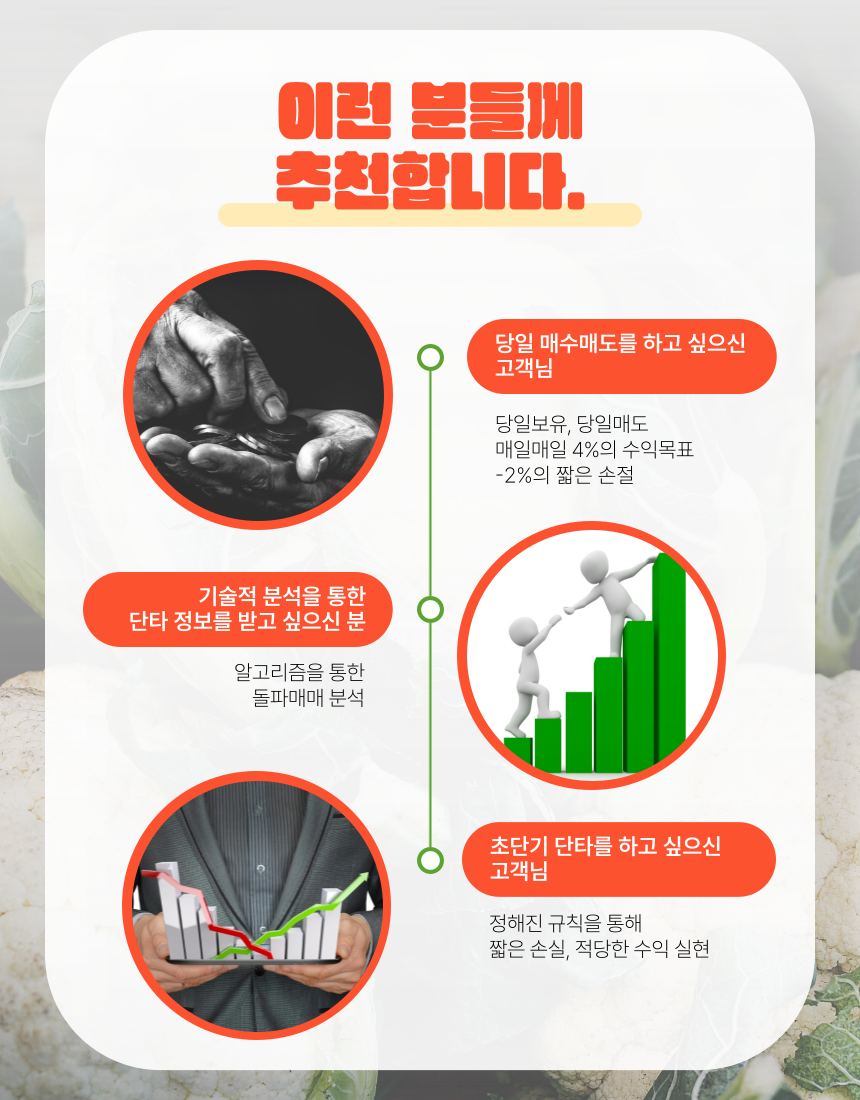 이런 분들께
추천합니다.
당일 매수매도를 하고 싶으신
고객님
당일보유, 당일매도
매일매일 4%의 수익목표
-2%의 짧은 손절
기술적 분석을 통한
단타 정보를 받고 싶으신 분
알고리즘을 통한
돌파매매 분석
초단기 단타를 하고 싶으신
고객님
정해진 규칙을 통해
짧은 손실, 적당한 수익 실현